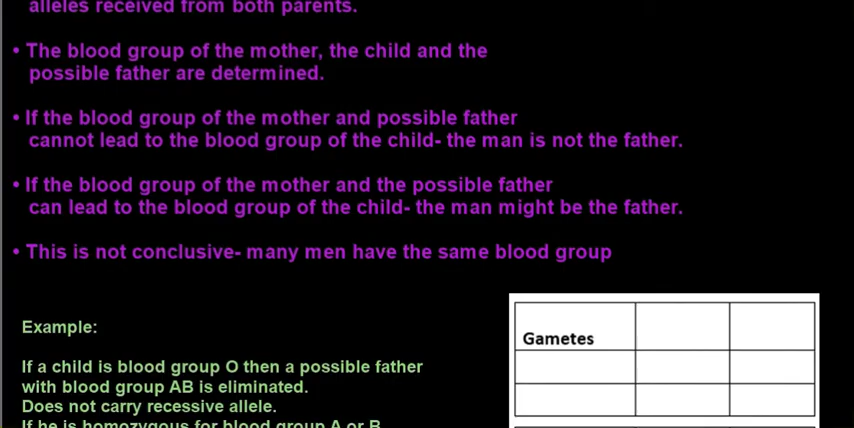 alleles received from both parents.
• The blood group of the mother, the child and the
possible father are determined.
• If the blood group of the mother and possible father
cannot lead to the blood group of the child- the man is not the father.
• If the blood group of the mother and the possible father
can lead to the blood group of the child- the man might be the father.
• This is not conclusive- many men have the same blood group
Example:
Gametes
If a child is blood group O then a possible father
with blood group AB is eliminated.
Does not carry recessive allele.
If he is homozygous for blood group A or B